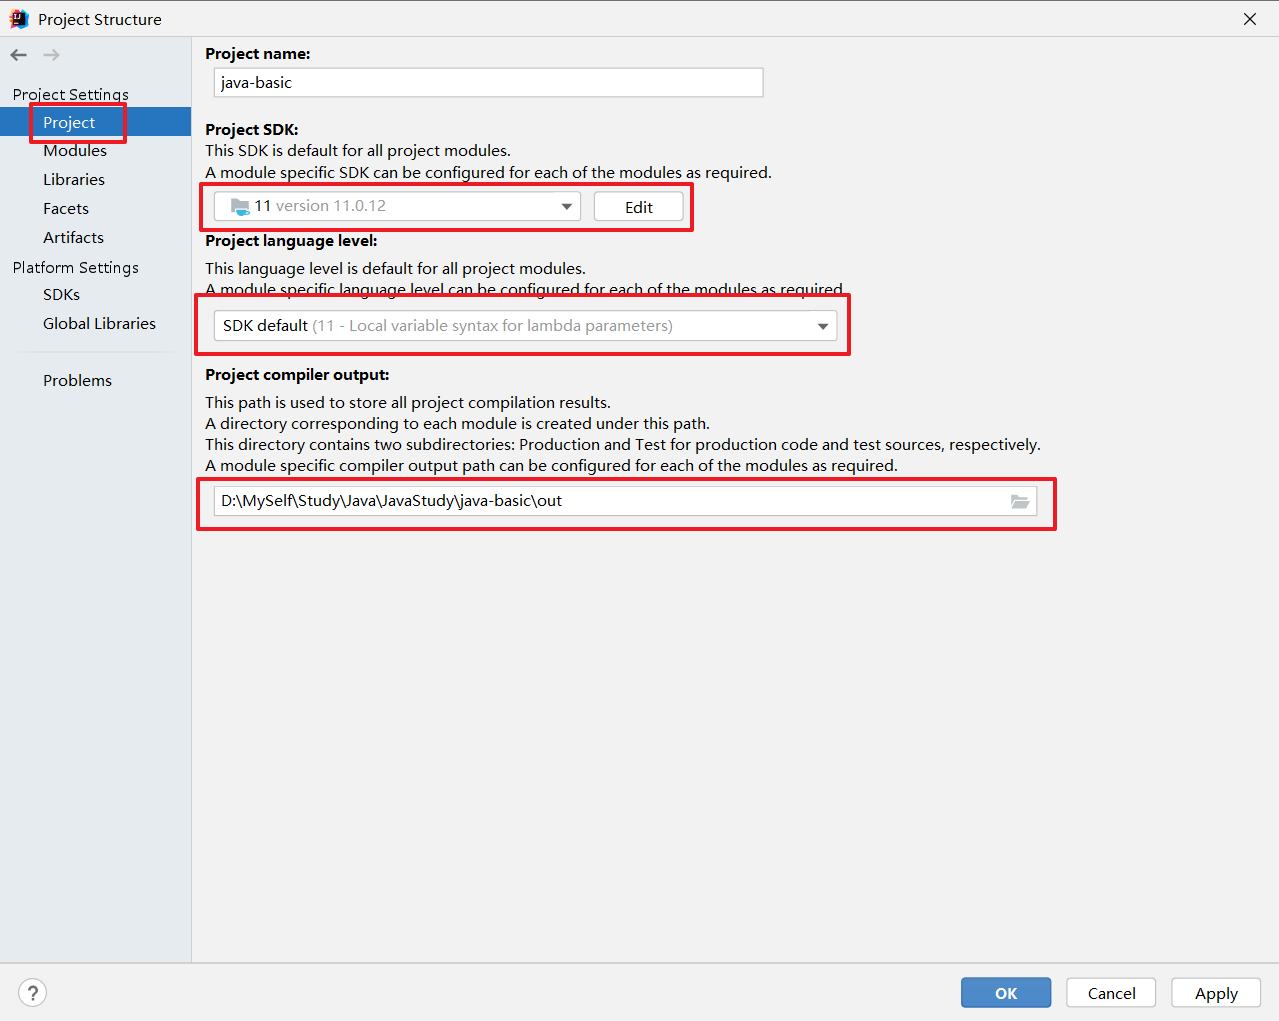 Project Structure
Project Settings
Project
Modules
Libraries
Facets
Artifacts
Platform Settings
SDKs
Global Libraries
Problems
Project name:
java-basic
Project SDK:
This SDK is default for all project modules.
A module specific SDK can be configured for each of the modules as required.
11 version 11.0.12
Edit
Project language level:
This language level is default for all project modules.
A module specific language level can be configured for each of the modules as required.
SDK default (11 - Local variable syntax for lambda parameters)
Project compiler output:
This path is used to store all project compilation results.
A directory corresponding to each module is created under this path.
This directory contains two subdirectories: Production and Test for production code and test sources, respectively.
A module specific compiler output path can be configured for each of the modules as required.
D:\MySelf\Study\Java\JavaStudy\java-basic\out
?
OK
Cancel
Apply